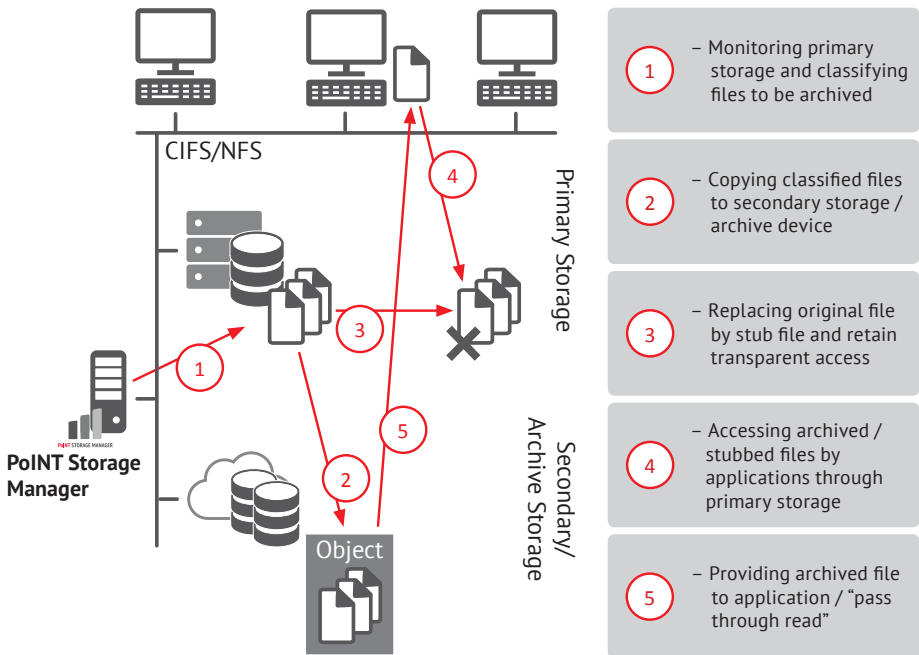 CIFS/NFS
Primary Storage
Secondary/
Archive Storage
1
2
3
4
5
PoINT STORAGE MANAGER
PoINT Storage
Manager
Object
1
– Monitoring primary
storage and classifying
files to be archived
2
– Copying classified files
to secondary storage /
archive device
3
– Replacing original file
by stub file and retain
transparent access
4
– Accessing archived /
stubbed files by
applications through
primary storage
5
– Providing archived file
to application / “pass
through read”